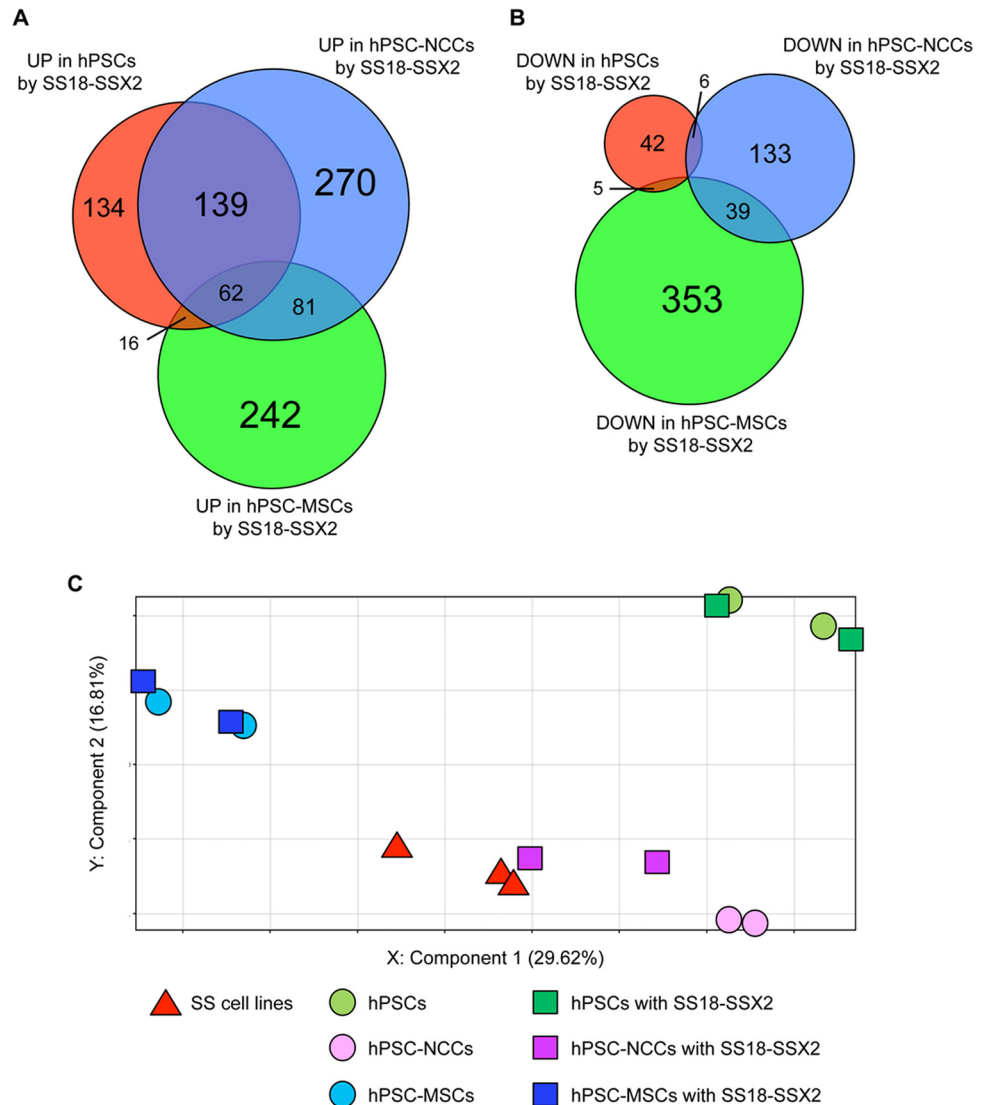 A
UP in hPSCs
by SS18-SSX2
UP in hPSC-NCCs
by SS18-SSX2
134
139
270
62
81
16
242
UP in hPSC-MSCs
by SS18-SSX2
B
DOWN in hPSCs
by SS18-SSX2
DOWN in hPSC-NCCs
by SS18-SSX2
6
42
133
5
39
353
DOWN in hPSC-MSCs
by SS18-SSX2
C
Y: Component 2 (16.81%)
X: Component 1 (29.62%)
SS cell lines
hPSCs
hPSCs with SS18-SSX2
hPSC-NCCs
hPSC-NCCs with SS18-SSX2
hPSC-MSCs
hPSC-MSCs with SS18-SSX2